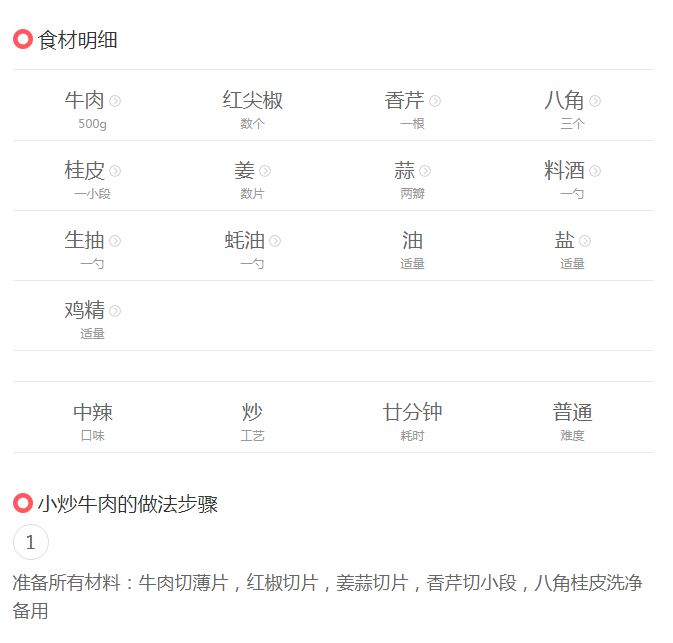 食材明细
牛肉 红尖椒 香芹 八角
500g 数个 一根 三个
桂皮 姜 蒜 料酒
一小段 数片 两瓣 一勺
生抽 蚝油 油 盐
一勺 一勺 适量 适量
鸡精
适量
中辣 炒 廿分钟 普通
口味 工艺 耗时 难度
小炒牛肉的做法步骤
1
准备所有材料：牛肉切薄片，红椒切片，姜蒜切片，香芹切小段，八角桂皮洗净
备用